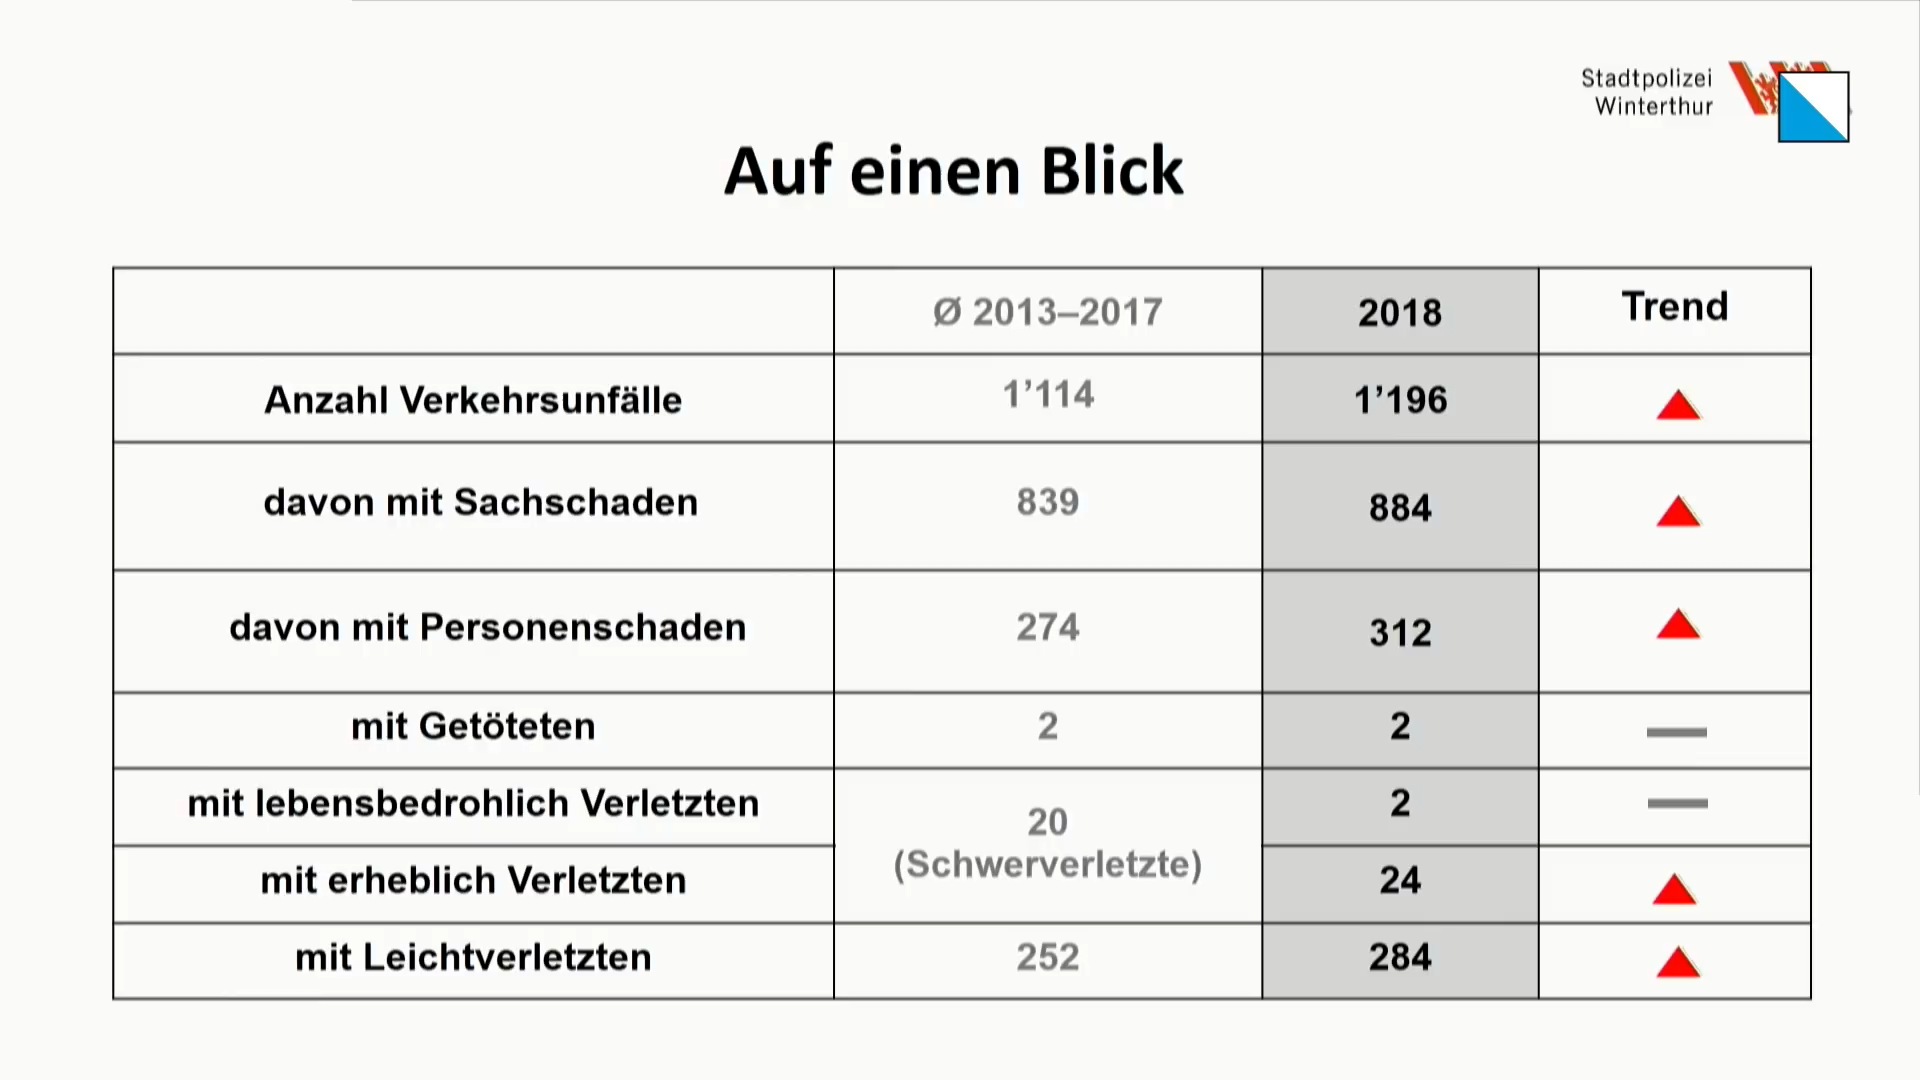 Stadtpolizei
Winterthur
Auf einen Blick
Ø 2013–2017 2018 Trend
Anzahl Verkehrsunfälle 1’114 1’196
davon mit Sachschaden 839 884
davon mit Personenschaden 274 312
mit Getöteten 2 2
mit lebensbedrohlich Verletzten 2
20
(Schwerverletzte)
mit erheblich Verletzten 24
mit Leichtverletzten 252 284